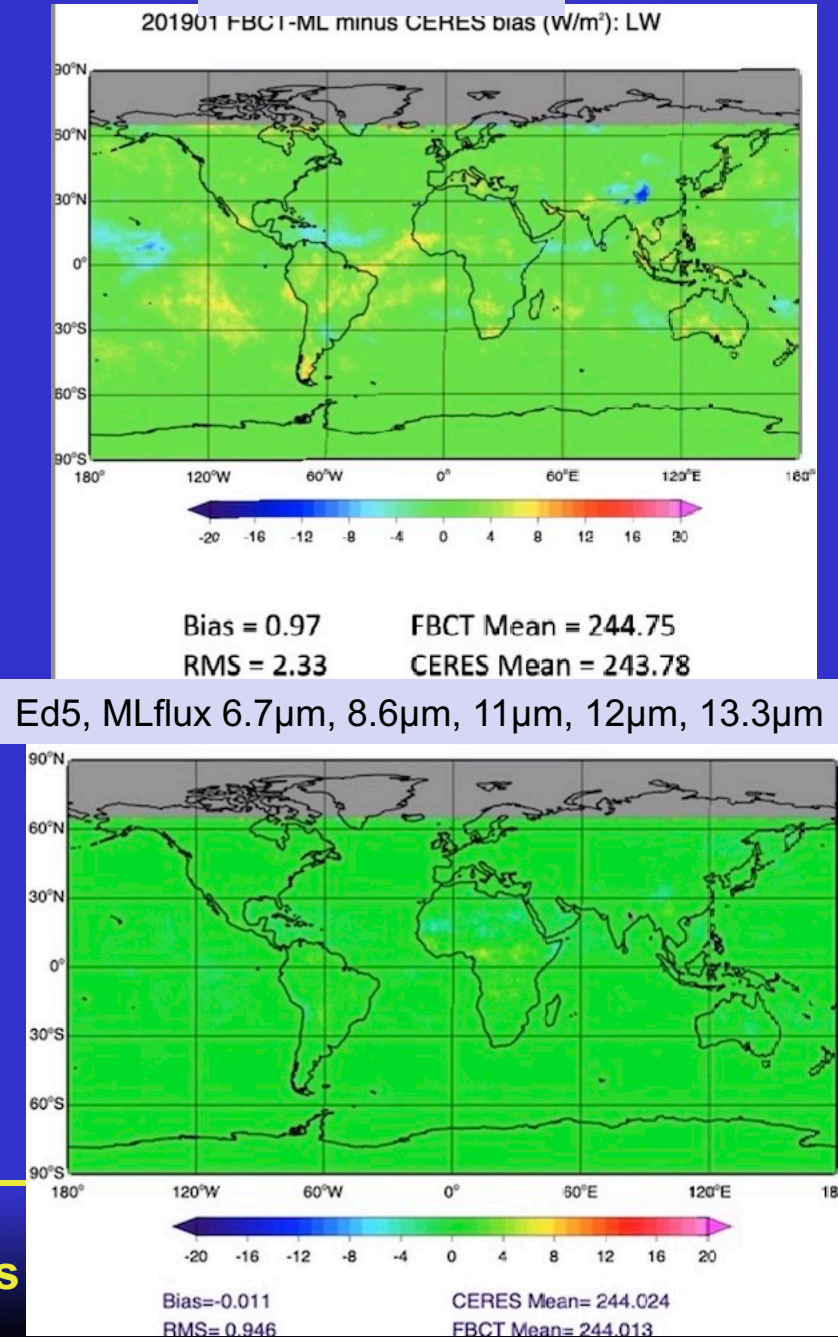 201901 FBCT-ML minus CERES bias (W/m²): LW
90°N
60°N
30°N
0°
30°S
60°S
90°S
180° 120°W 60°W 0° 60°E 120°E 180°
-20 -16 -12 -8 -4 0 4 8 12 16 20
Bias = 0.97 FBCT Mean = 244.75
RMS = 2.33 CERES Mean = 243.78
Ed5, MLflux 6.7µm, 8.6µm, 11µm, 12µm, 13.3µm
90°N
60°N
30°N
0°
30°S
60°S
90°S
180° 120°W 60°W 0° 60°E 120°E 18
-20 -16 -12 -8 -4 0 4 8 12 16 20
s
Bias=-0.011 CERES Mean= 244.024
RMS= 0.946 FBCT Mean= 244.013